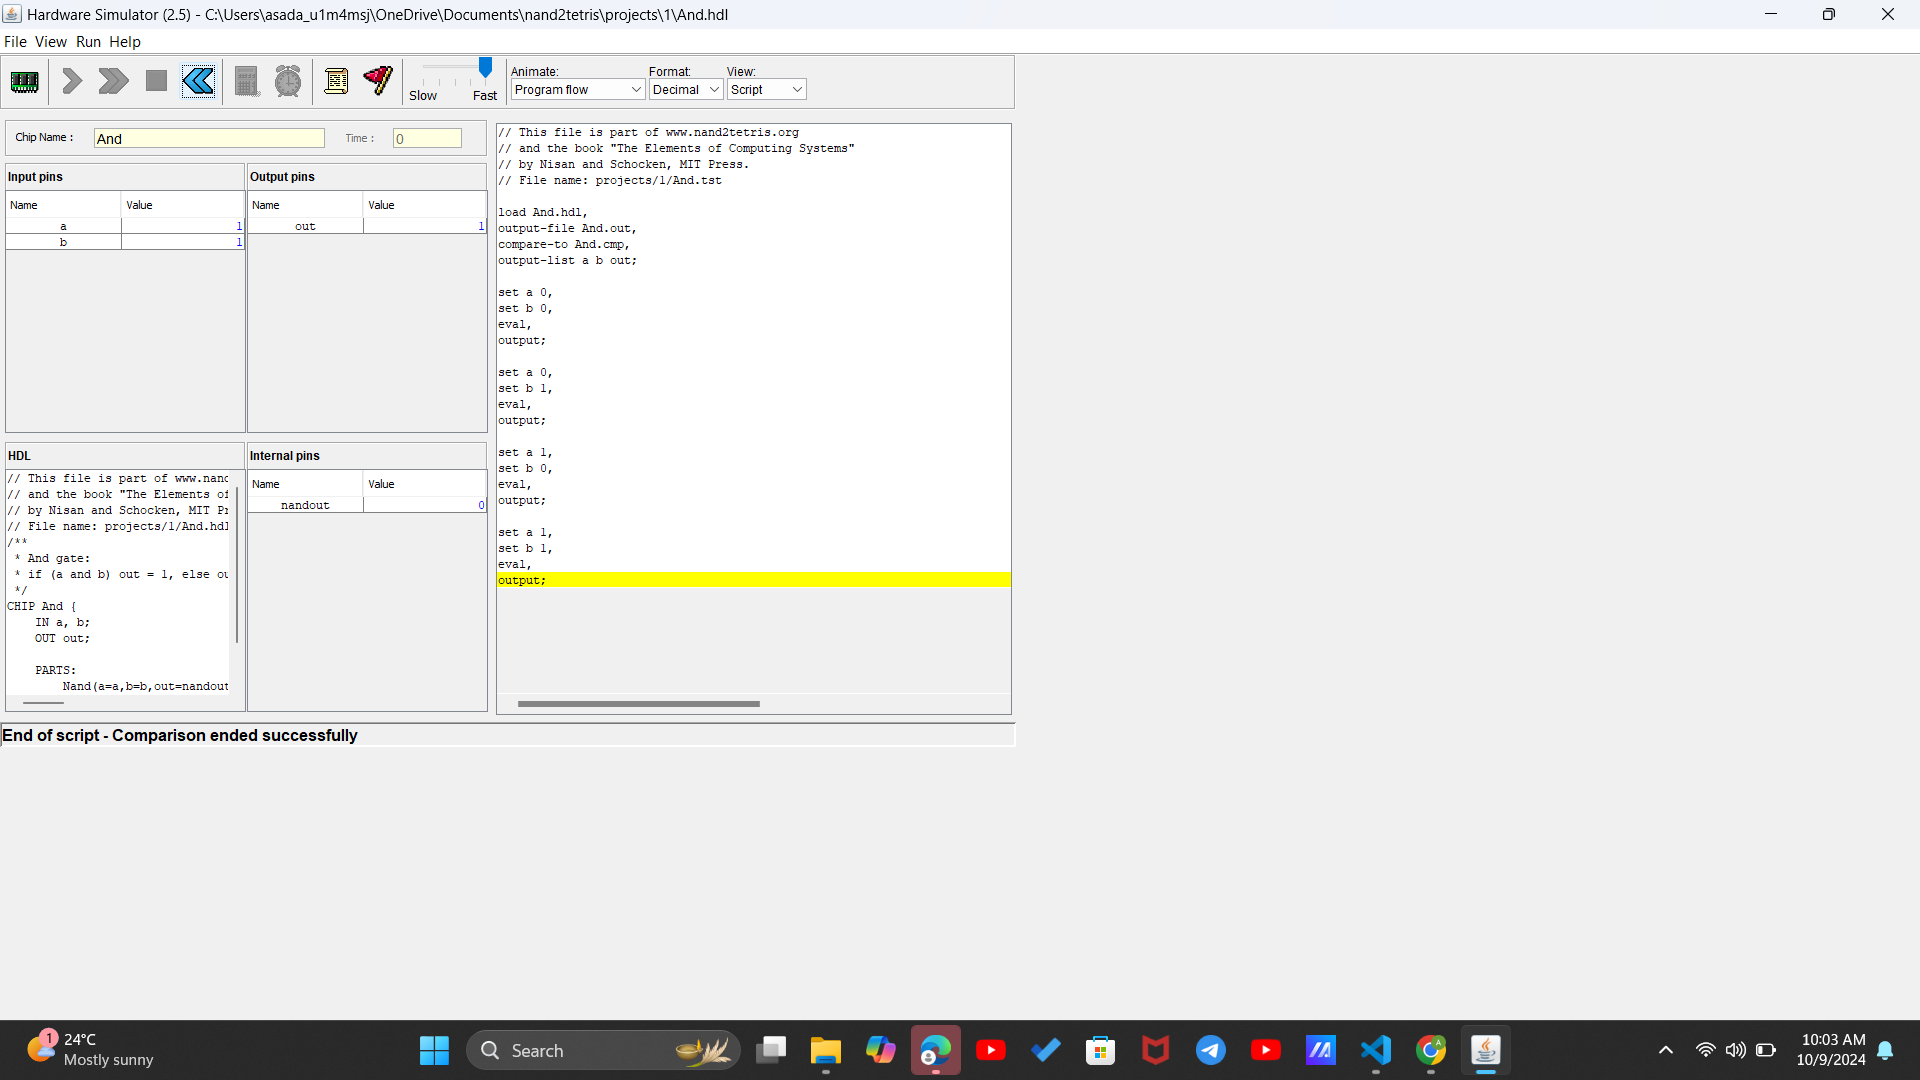 Hardware Simulator (2.5) - C:\Users\asada_u1m4msj\OneDrive\Documents\nand2tetris\projects\1\And.hdl
File View Run Help
Slow Fast
Animate: Format: View:
Program flow Decimal Script
Chip Name : And Time : 0
Input pins
Name Value
a 1
b 1
Output pins
Name Value
out 1
HDL
// This file is part of www.nand
// and the book "The Elements of
// by Nisan and Schocken, MIT Pr
// File name: projects/1/And.hdl
/**
* And gate:
* if (a and b) out = 1, else ou
*/
CHIP And {
IN a, b;
OUT out;
PARTS:
Nand(a=a,b=b,out=nandout
Internal pins
Name Value
nandout 0
// This file is part of www.nand2tetris.org
// and the book "The Elements of Computing Systems"
// by Nisan and Schocken, MIT Press.
// File name: projects/1/And.tst
load And.hdl,
output-file And.out,
compare-to And.cmp,
output-list a b out;
set a 0,
set b 0,
eval,
output;
set a 0,
set b 1,
eval,
output;
set a 1,
set b 0,
eval,
output;
set a 1,
set b 1,
eval,
output;
End of script - Comparison ended successfully
1
24°C
Mostly sunny
Search
A
10:03 AM
10/9/2024